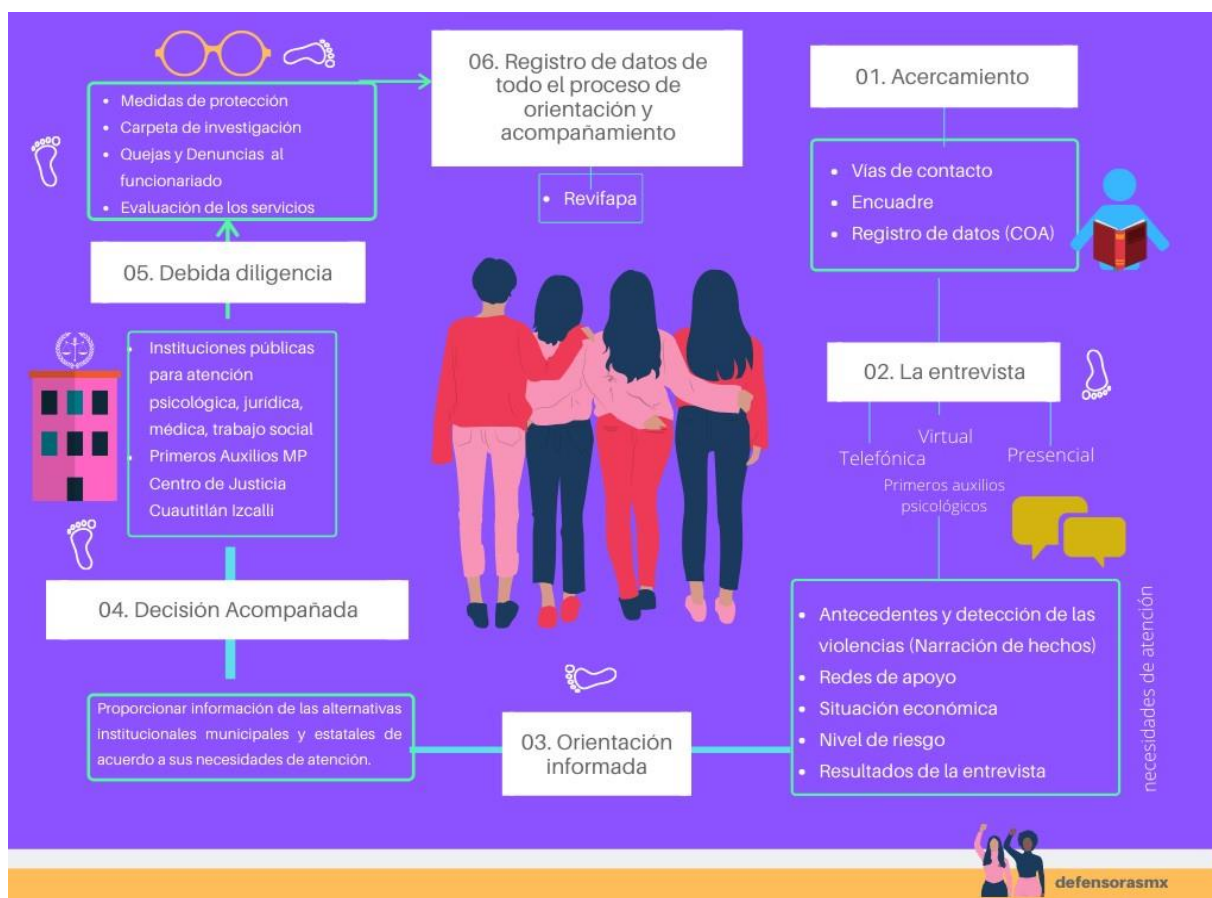 01. Acercamiento
• Vías de contacto
• Encuadre
• Registro de datos (COA)
02. La entrevista
Telefónica
Virtual
Presencial
Primeros auxilios
psicológicos
• Antecedentes y detección de las
violencias (Narración de hechos)
• Redes de apoyo
• Situación económica
• Nivel de riesgo
• Resultados de la entrevista
necesidades de atención
03. Orientación
informada
Proporcionar información de las alternativas
institucionales municipales y estatales de
acuerdo a sus necesidades de atención.
04. Decisión Acompañada
• Instituciones públicas
para atención
psicológica, jurídica,
médica, trabajo social
• Primeros Auxilios MP
Centro de Justicia
Cuautitlán Izcalli
05. Debida diligencia
• Medidas de protección
• Carpeta de investigación
• Quejas y Denuncias al
funcionariado
• Evaluación de los servicios
06. Registro de datos de
todo el proceso de
orientación y
acompañamiento
• Revifapa
defensorasmx